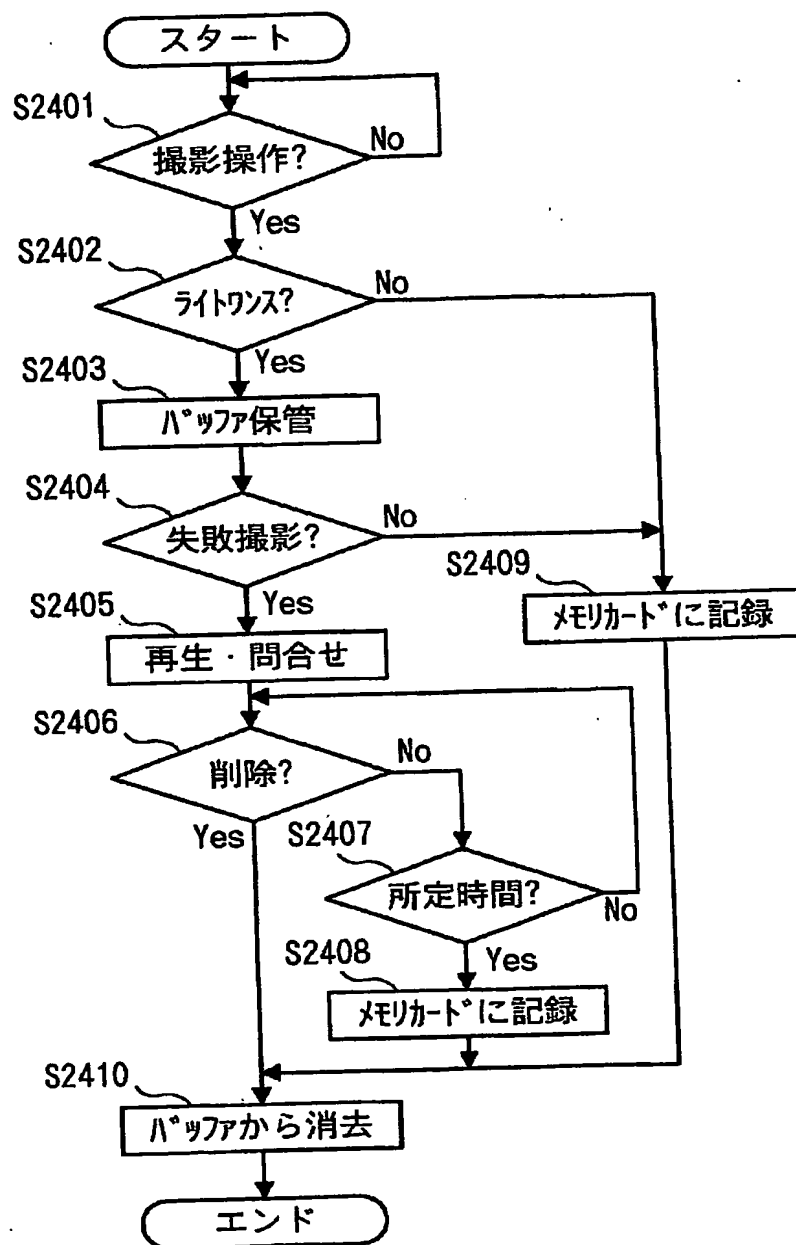 スタート
S2401
撮影操作?
No
Yes
S2402
ライトワンス?
No
Yes
S2403
バッファ保管
S2404
失敗撮影?
No
S2409
Yes
メモリカードに記録
S2405
再生・問合せ
S2406
削除?
No
Yes
S2407
所定時間?
No
Yes
S2408
メモリカードに記録
S2410
バッファから消去
エンド